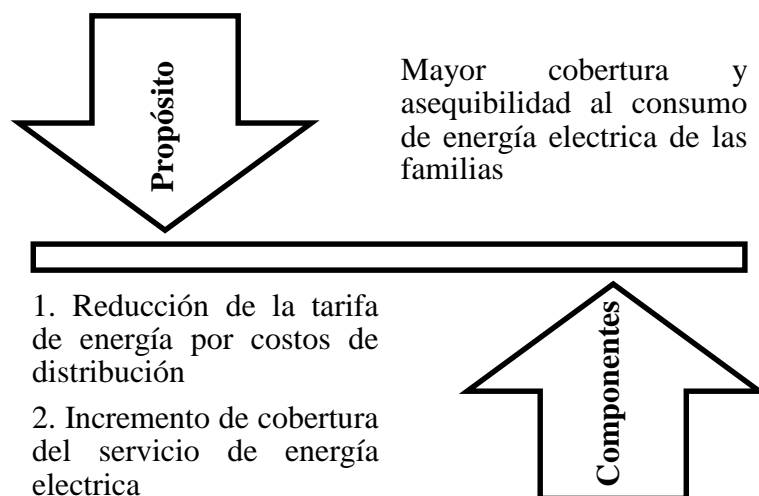 Propósito
Mayor cobertura y
asequibilidad al consumo
de energía electrica de las
familias
1. Reducción de la tarifa
de energía por costos de
distribución
2. Incremento de cobertura
del servicio de energía
electrica
Componentes